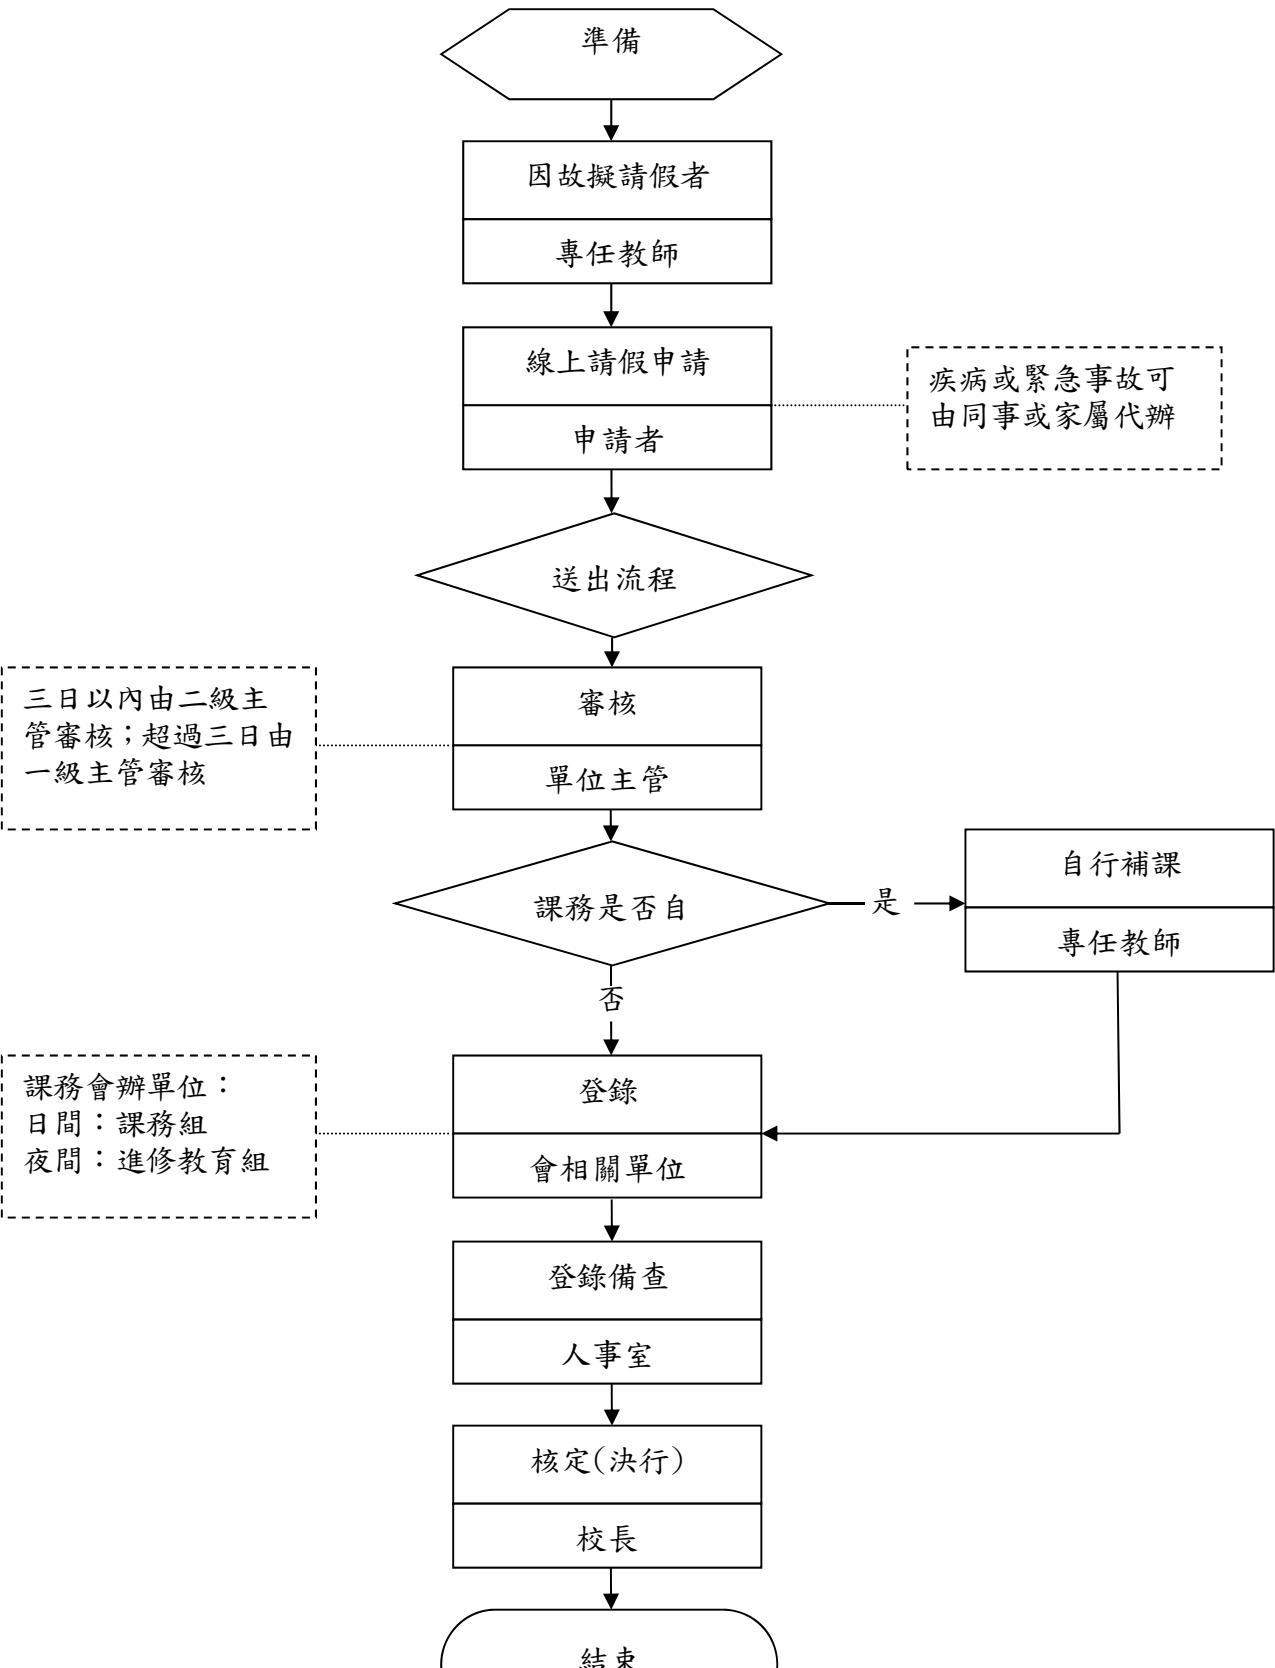 準備
因故擬請假者
專任教師
線上請假申請
申請者
疾病或緊急事故可
由同事或家屬代辦
送出流程
三日以內由二級主
管審核；超過三日由
一級主管審核
審核
單位主管
課務是否自
是
自行補課
專任教師
否
課務會辦單位：
日間：課務組
夜間：進修教育組
登錄
會相關單位
登錄備查
人事室
核定(決行)
校長
結束